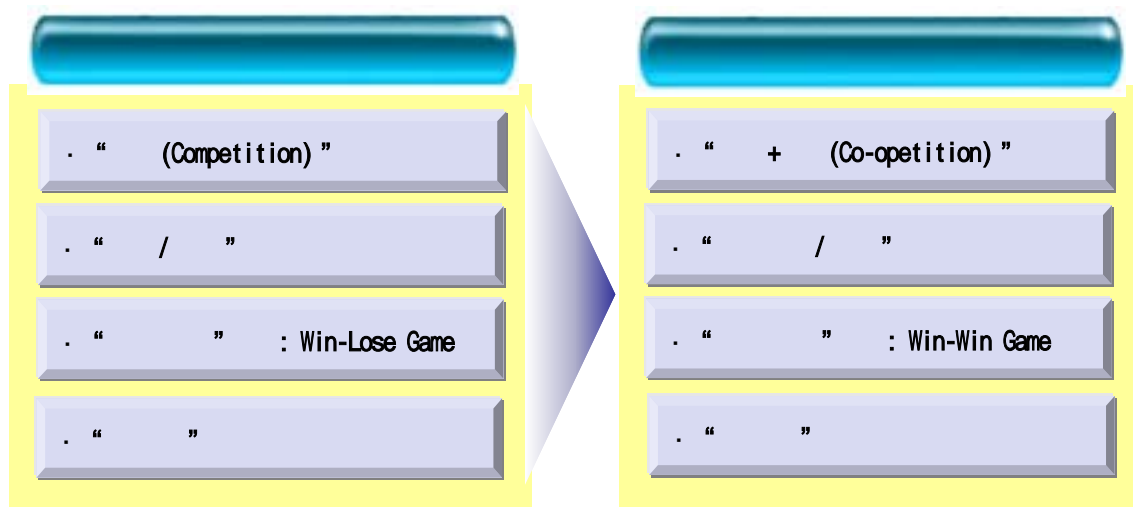 · “ (Competition) ”
· “ / ”
· “ ” : Win-Lose Game
· “ ”
· “ + (Co-opetition) ”
· “ / ”
· “ ” : Win-Win Game
· “ ”